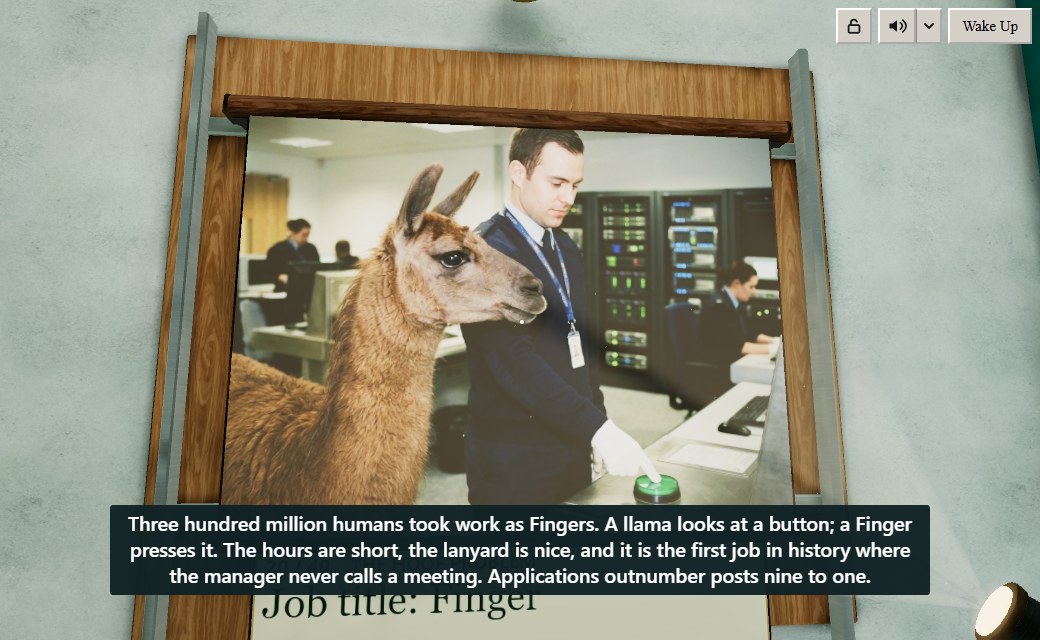 Wake Up
Three hundred million humans took work as Fingers. A llama looks at a button; a Finger
presses it. The hours are short, the lanyard is nice, and it is the first job in history where
the manager never calls a meeting. Applications outnumber posts nine to one.
Job title: Finger